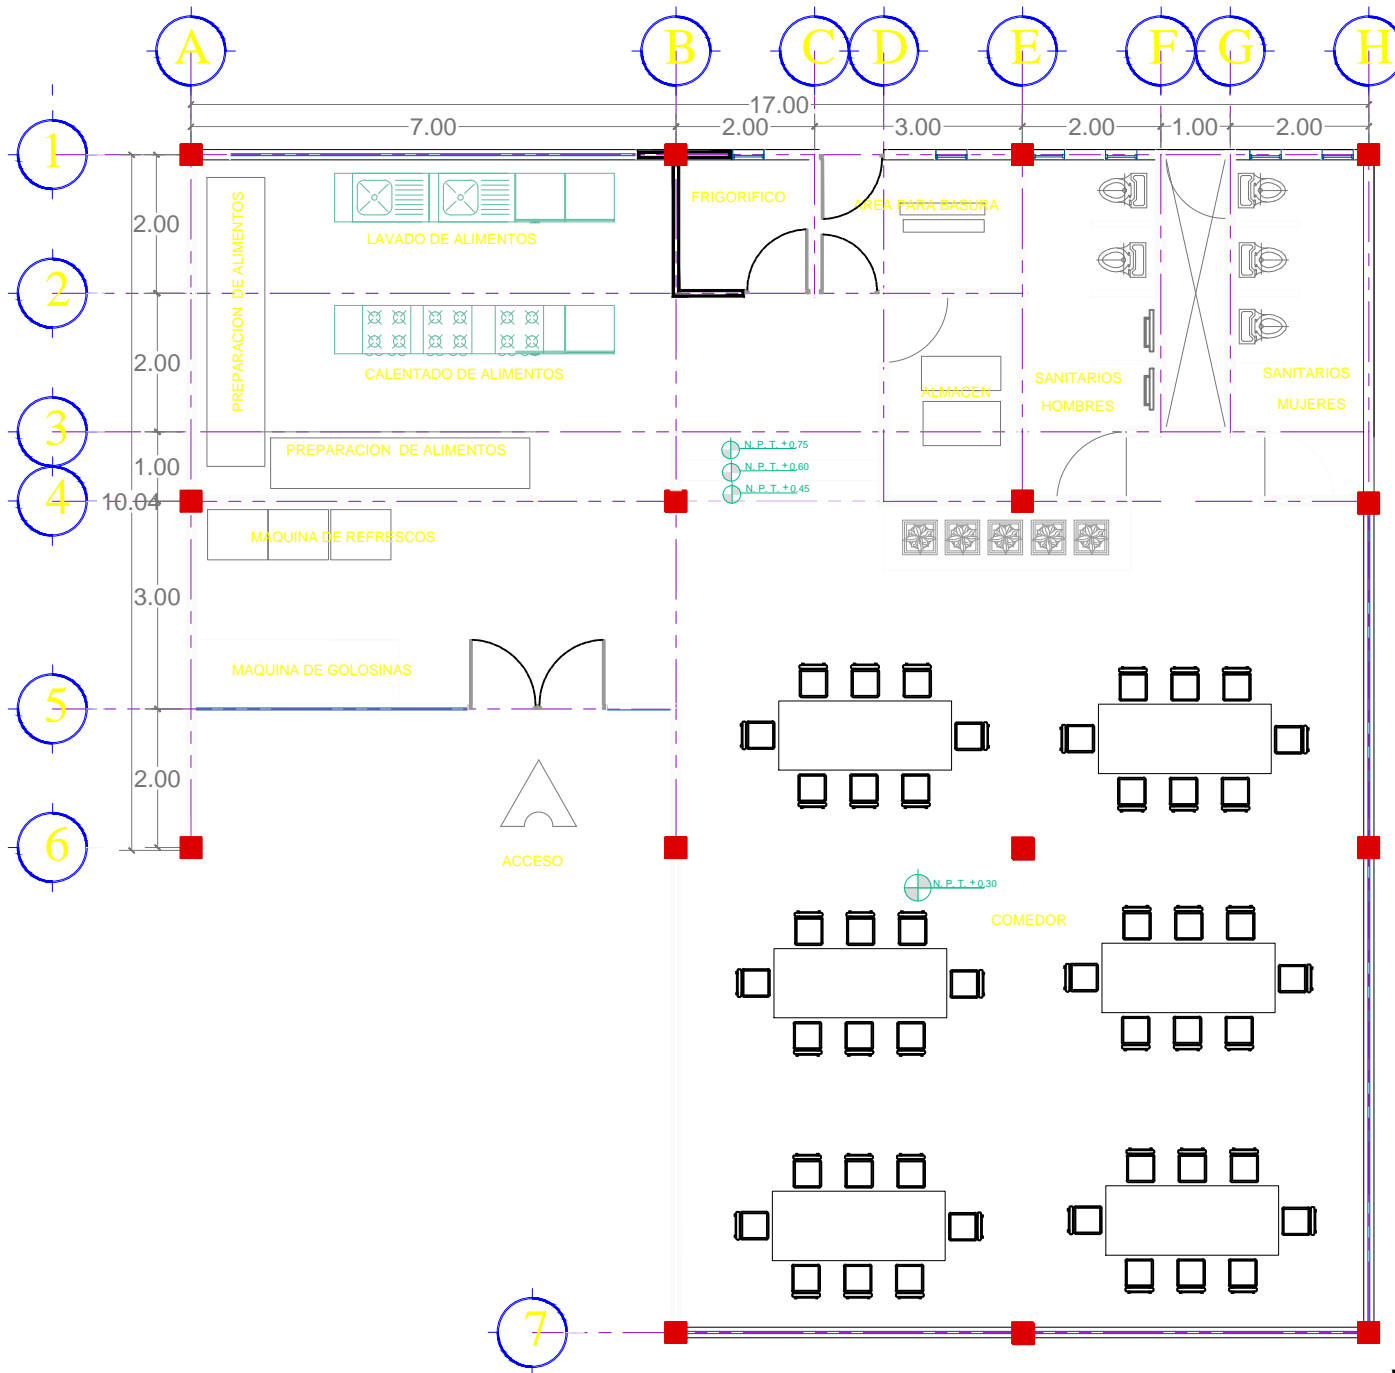 A B C D E F G H
17.00
7.00 2.00 3.00 2.00 1.00 2.00
1
2.00
2
2.00
3
1.00
4
10.04
3.00
5
2.00
6
7
PREPARACION DE ALIMENTOS
LAVADO DE ALIMENTOS
FRIGORIFICO
AREA PARA BASURA
CALENTADO DE ALIMENTOS
ALMACEN
SANITARIOS
HOMBRES
SANITARIOS
MUJERES
PREPARACION DE ALIMENTOS
N. P. T. +0.75
N. P. T. +0.60
N. P. T. +0.45
MAQUINA DE REFRESCOS
MAQUINA DE GOLOSINAS
ACCESO
N. P. T. +0.30
COMEDOR